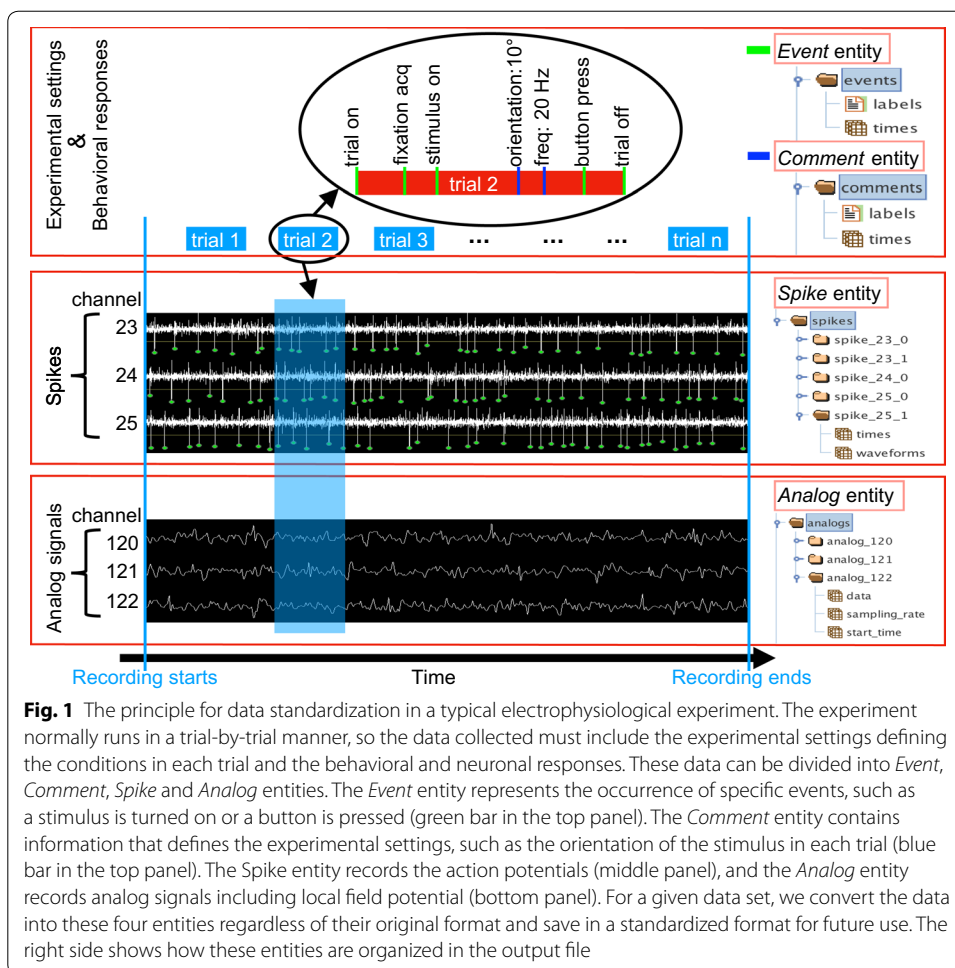 Experimental settings
&
Behavioral responses
trial on
fixation acq
stimulus on
orientation:10°
freq: 20 Hz
button press
trial off
trial 2
trial 1
trial 2
trial 3
...
...
...
trial n
Event entity
events
labels
times
Comment entity
comments
labels
times
Spikes
channel
23
24
25
Spike entity
spikes
spike_23_0
spike_23_1
spike_24_0
spike_25_0
spike_25_1
times
waveforms
Analog signals
channel
120
121
122
Analog entity
analogs
analog_120
analog_121
analog_122
data
sampling_rate
start_time
Recording starts
Time
Recording ends
Fig. 1 The principle for data standardization in a typical electrophysiological experiment. The experiment
normally runs in a trial-by-trial manner, so the data collected must include the experimental settings defining
the conditions in each trial and the behavioral and neuronal responses. These data can be divided into Event,
Comment, Spike and Analog entities. The Event entity represents the occurrence of specific events, such as
a stimulus is turned on or a button is pressed (green bar in the top panel). The Comment entity contains
information that defines the experimental settings, such as the orientation of the stimulus in each trial (blue
bar in the top panel). The Spike entity records the action potentials (middle panel), and the Analog entity
records analog signals including local field potential (bottom panel). For a given data set, we convert the data
into these four entities regardless of their original format and save in a standardized format for future use. The
right side shows how these entities are organized in the output file